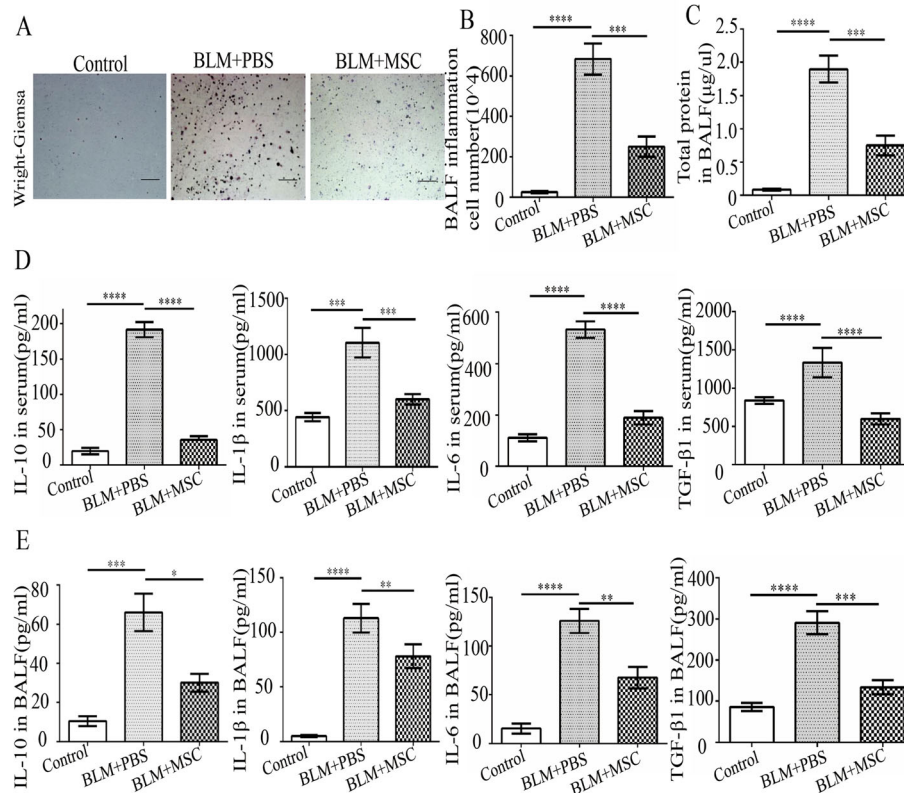 A
Control
BLM+PBS
BLM+MSC
Wright-Giemsa
B
BALF inflammation
cell number(10^4)
800
600
400
200
0
****
***
Control
BLM+PBS
BLM+MSC
C
Total protein
in BALF(μg/ul)
2.5
2.0
1.5
1.0
0.5
0.0
****
***
Control
BLM+PBS
BLM+MSC
D
IL-10 in serum(pg/ml)
200
150
100
50
0
****
****
Control
BLM+PBS
BLM+MSC
IL-1β in serum(pg/ml)
1500
1000
500
0
***
***
Control
BLM+PBS
BLM+MSC
IL-6 in serum(pg/ml)
600
400
200
0
****
****
Control
BLM+PBS
BLM+MSC
TGF-β1 in serum(pg/ml)
2000
1500
1000
500
0
****
****
Control
BLM+PBS
BLM+MSC
E
IL-10 in BALF(pg/ml)
80
60
40
20
0
***
*
Control
BLM+PBS
BLM+MSC
IL-1β in BALF(pg/ml)
150
100
50
0
****
**
Control
BLM+PBS
BLM+MSC
IL-6 in BALF(pg/ml)
150
100
50
0
****
**
Control
BLM+PBS
BLM+MSC
TGF-β1 in BALF(pg/ml)
400
300
200
100
0
****
***
Control
BLM+PBS
BLM+MSC